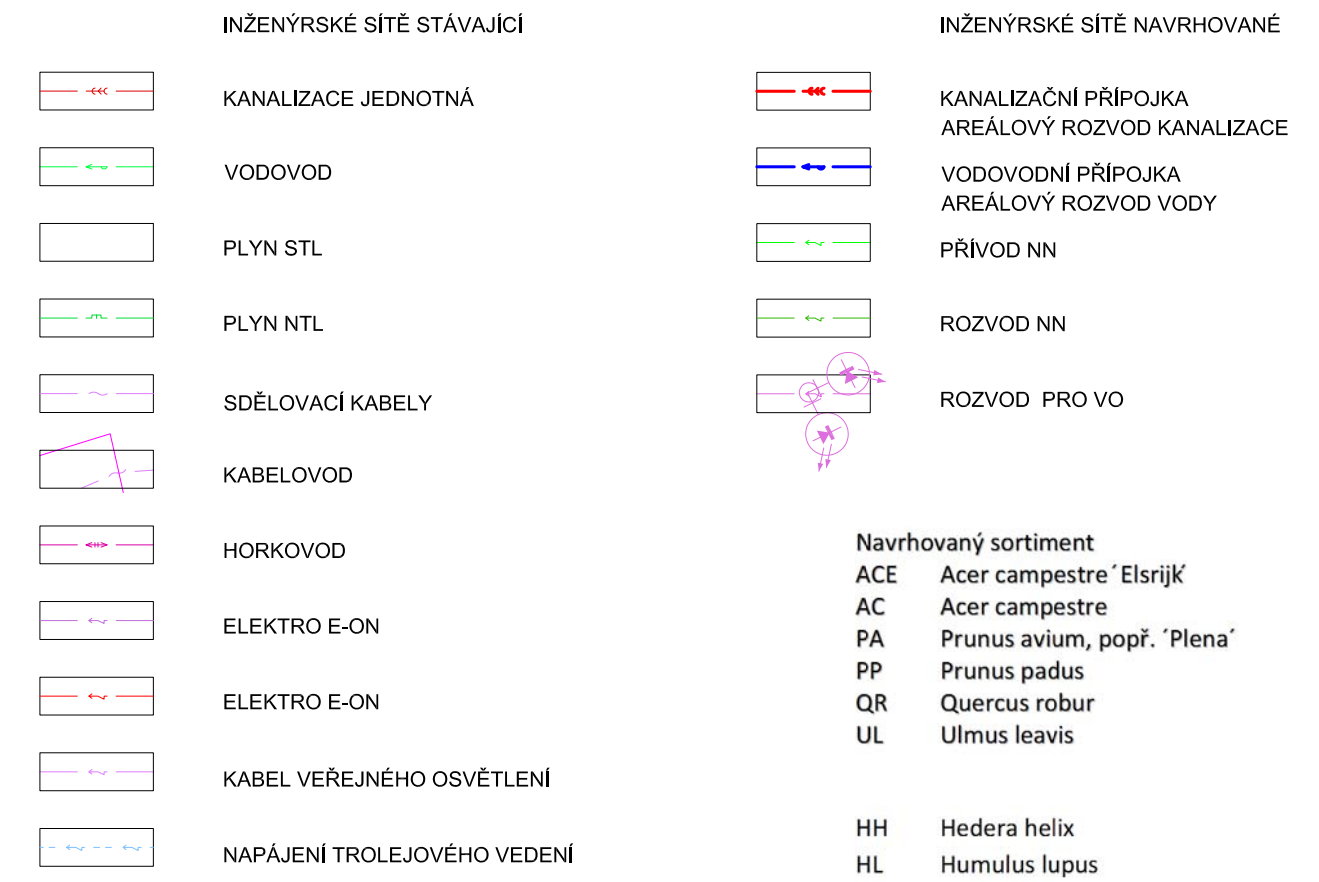 INŽENÝRSKÉ SÍTĚ STÁVAJÍCÍ
KANALIZACE JEDNOTNÁ
VODOVOD
PLYN STL
PLYN NTL
SDĚLOVACÍ KABELY
KABELOVOD
HORKOVOD
ELEKTRO E-ON
ELEKTRO E-ON
KABEL VEŘEJNÉHO OSVĚTLENÍ
NAPÁJENÍ TROLEJOVÉHO VEDENÍ
INŽENÝRSKÉ SÍTĚ NAVRHOVANÉ
KANALIZAČNÍ PŘÍPOJKA
AREÁLOVÝ ROZVOD KANALIZACE
VODOVODNÍ PŘÍPOJKA
AREÁLOVÝ ROZVOD VODY
PŘÍVOD NN
ROZVOD NN
ROZVOD PRO VO
Navrhovaný sortiment
ACE Acer campestre ´Elsrijk´
AC Acer campestre
PA Prunus avium, popř. ´Plena´
PP Prunus padus
QR Quercus robur
UL Ulmus leavis
HH Hedera helix
HL Humulus lupus